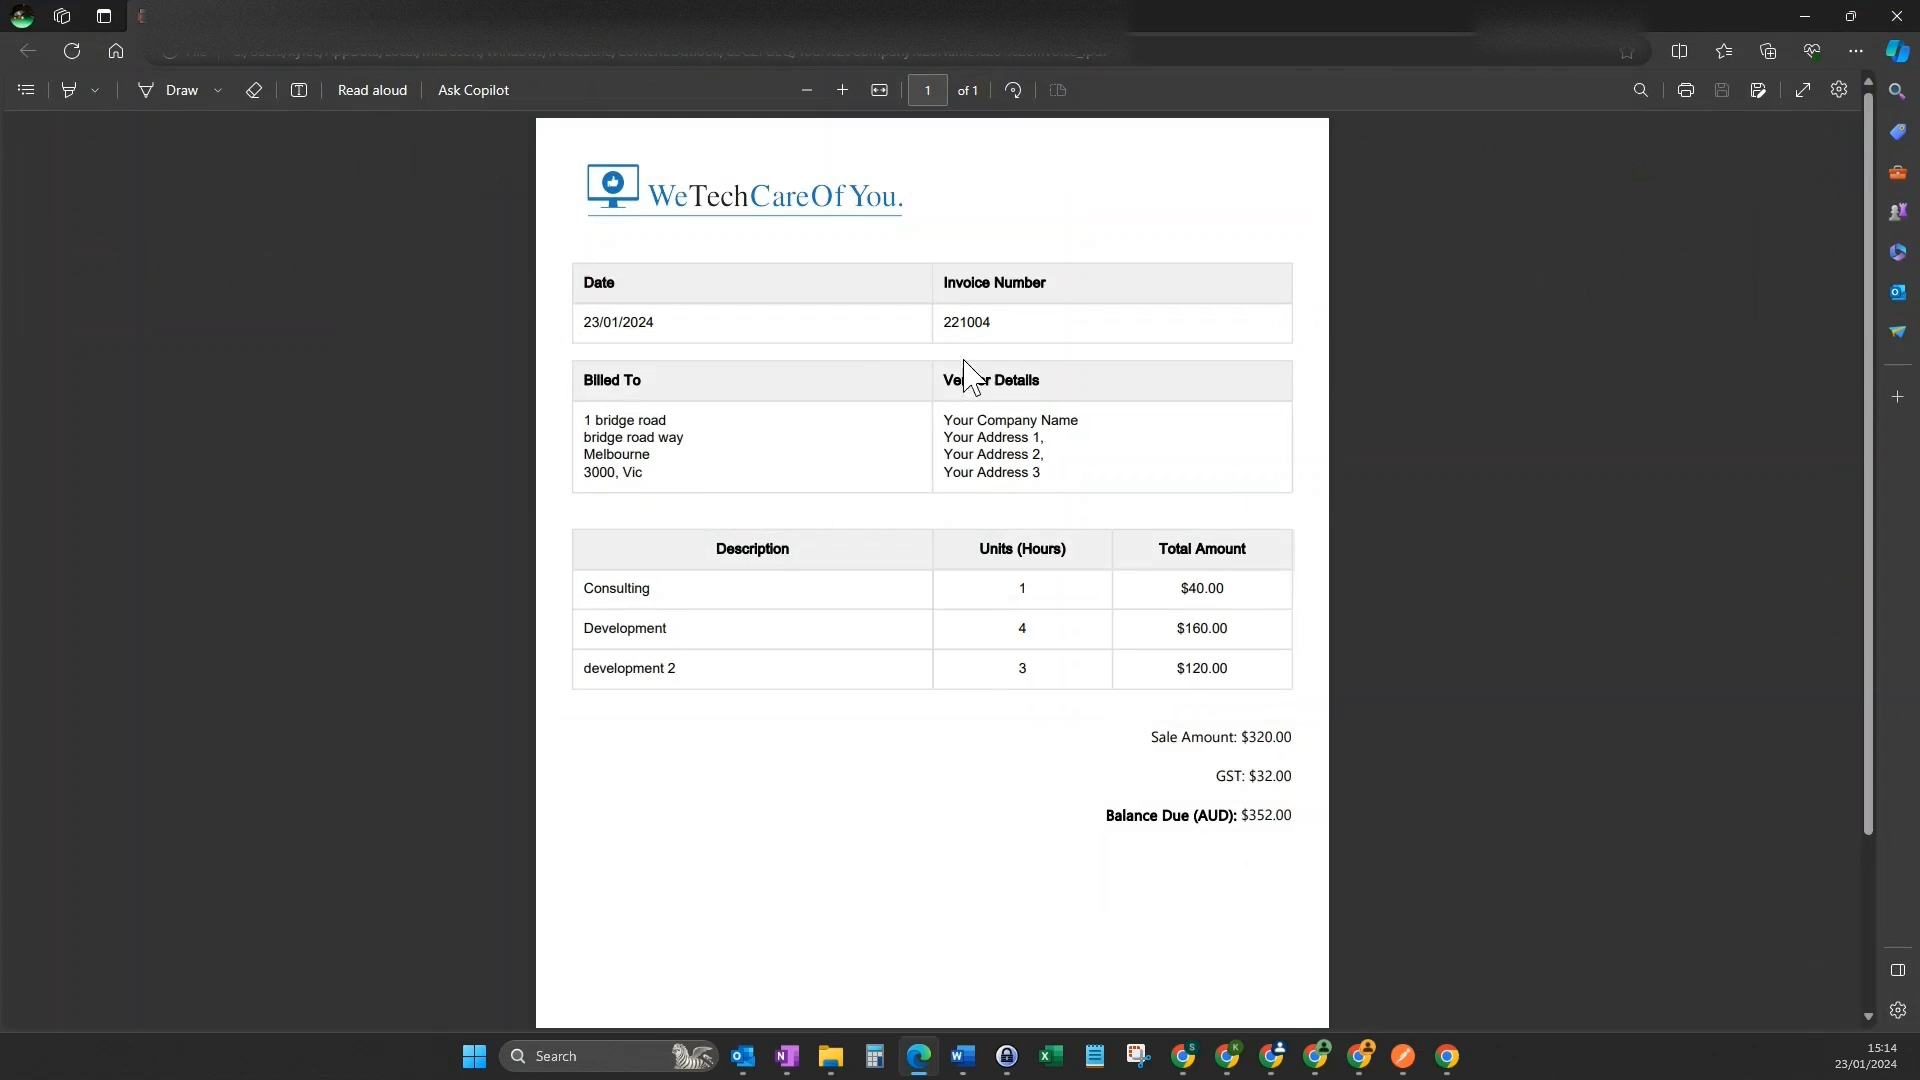 Draw
Read aloud
Ask Copilot
1
of 1
WeTechCareOf You.
Date
Invoice Number
23/01/2024
221004
Billed To
Details
1 bridge road
bridge road way
Melbourne
3000, Vic
Your Company Name
Your Address 1,
Your Address 2,
Your Address 3
Description
Units (Hours)
Total Amount
Consulting
1
$40.00
Development
4
$160.00
development 2
3
$120.00
Sale Amount: $320.00
GST: $32.00
Balance Due (AUD): $352.00
Search
15:14
23/01/2024